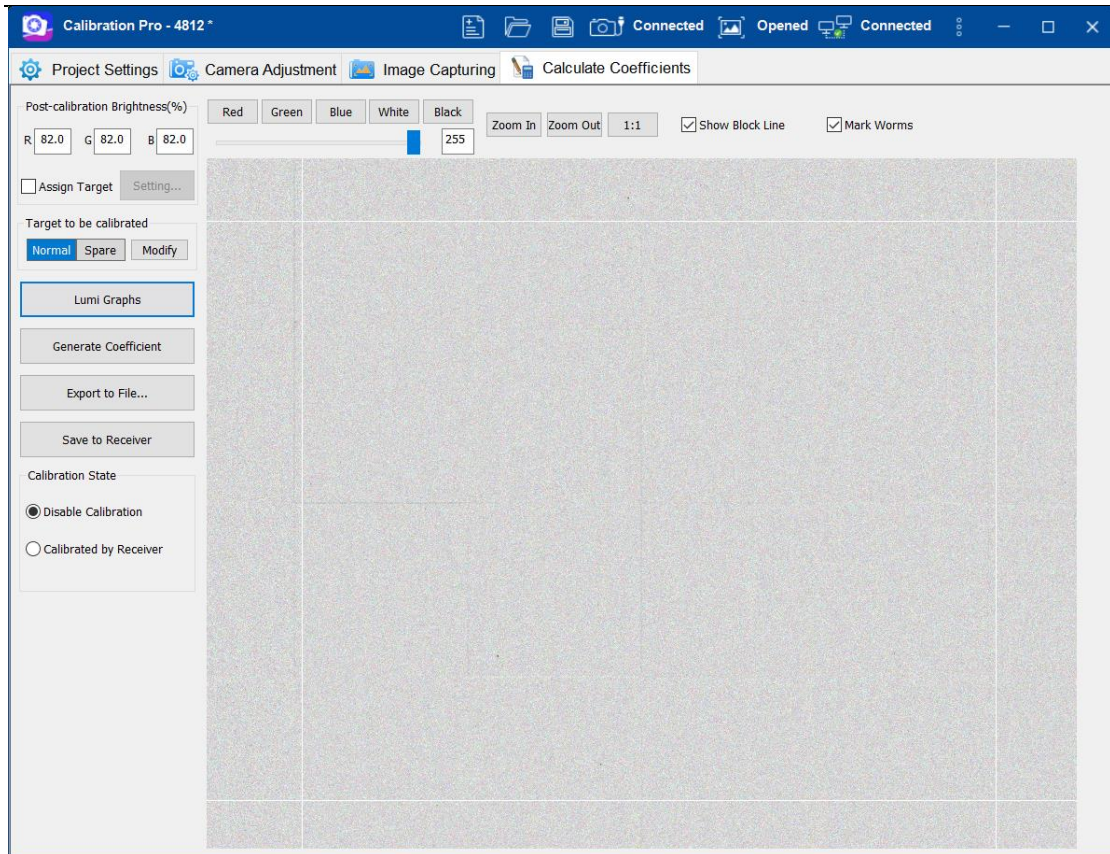 Calibration Pro - 4812 * Connected Opened Connected
Project Settings Camera Adjustment Image Capturing Calculate Coefficients
Post-calibration Brightness(%)
R 82.0 G 82.0 B 82.0
Assign Target Setting...
Target to be calibrated
Normal Spare Modify
Lumi Graphs
Generate Coefficient
Export to File...
Save to Receiver
Calibration State
Disable Calibration
Calibrated by Receiver
Red Green Blue White Black
255
Zoom In Zoom Out 1:1 Show Block Line Mark Worms